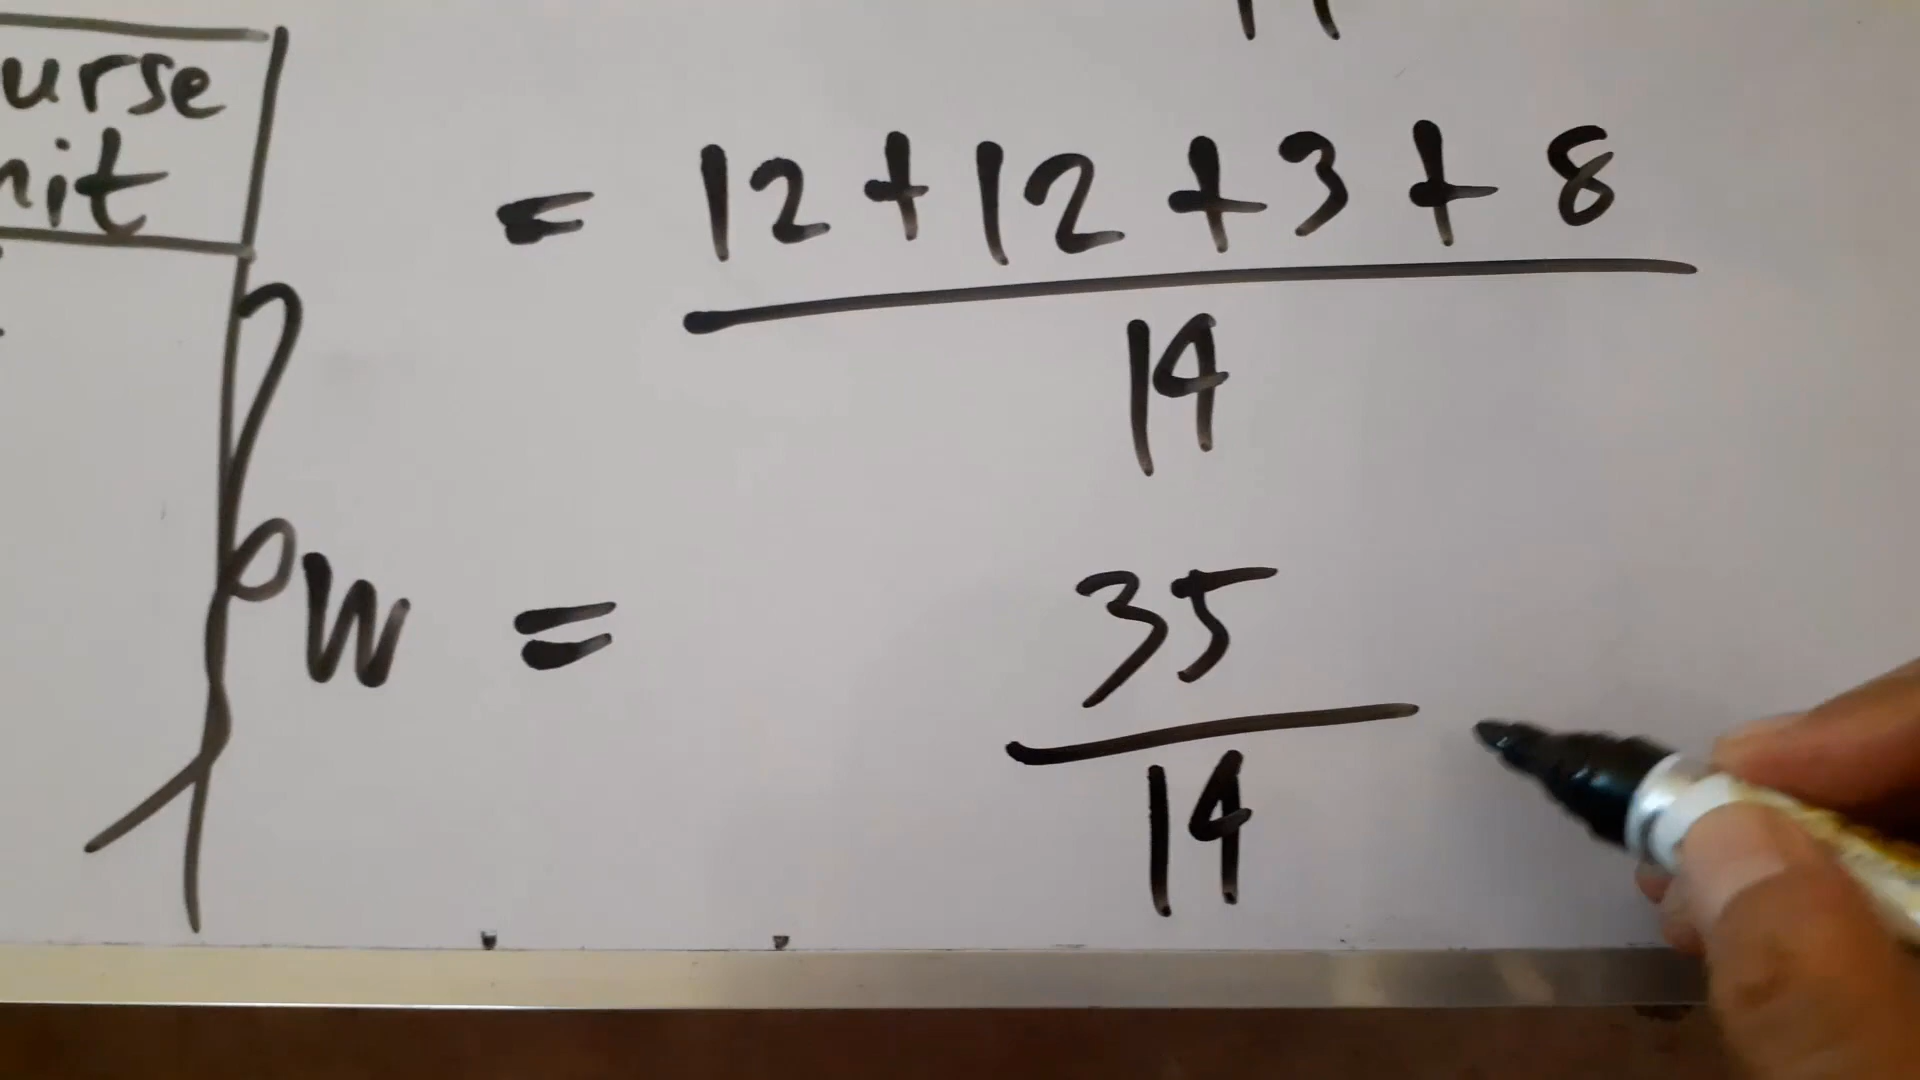 urse
nit
= 12 + 12 + 3 + 8
14
W = 35
14